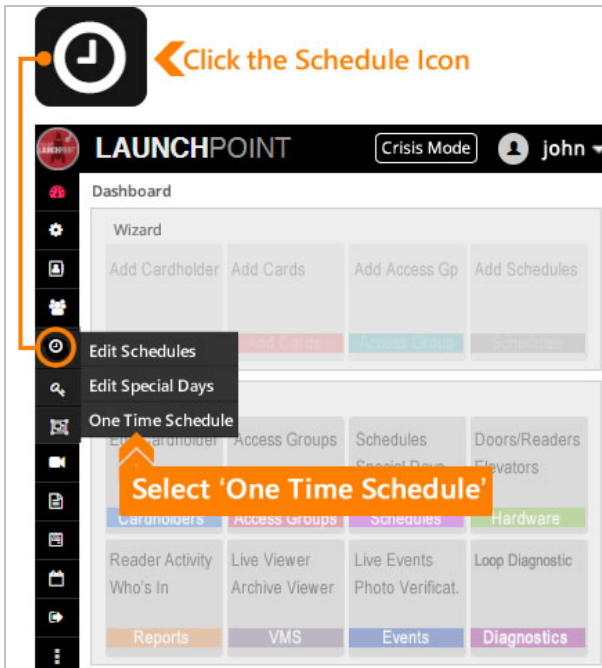 Click the Schedule Icon
LAUNCHPOINT
Crisis Mode
john
Dashboard
Wizard
Add Cardholder
Add Cards
Add Access Gp
Add Schedules
Add Cards
Access Group
Schedules
Edit Schedules
Edit Special Days
One Time Schedule
Edit Cardholder
Access Groups
Schedules
Special Days
Doors/Readers
Elevators
Select ‘One Time Schedule’
Cardholders
Access Groups
Schedules
Hardware
Reader Activity
Who's In
Live Viewer
Archive Viewer
Live Events
Photo Verificat.
Loop Diagnostic
Reports
VMS
Events
Diagnostics